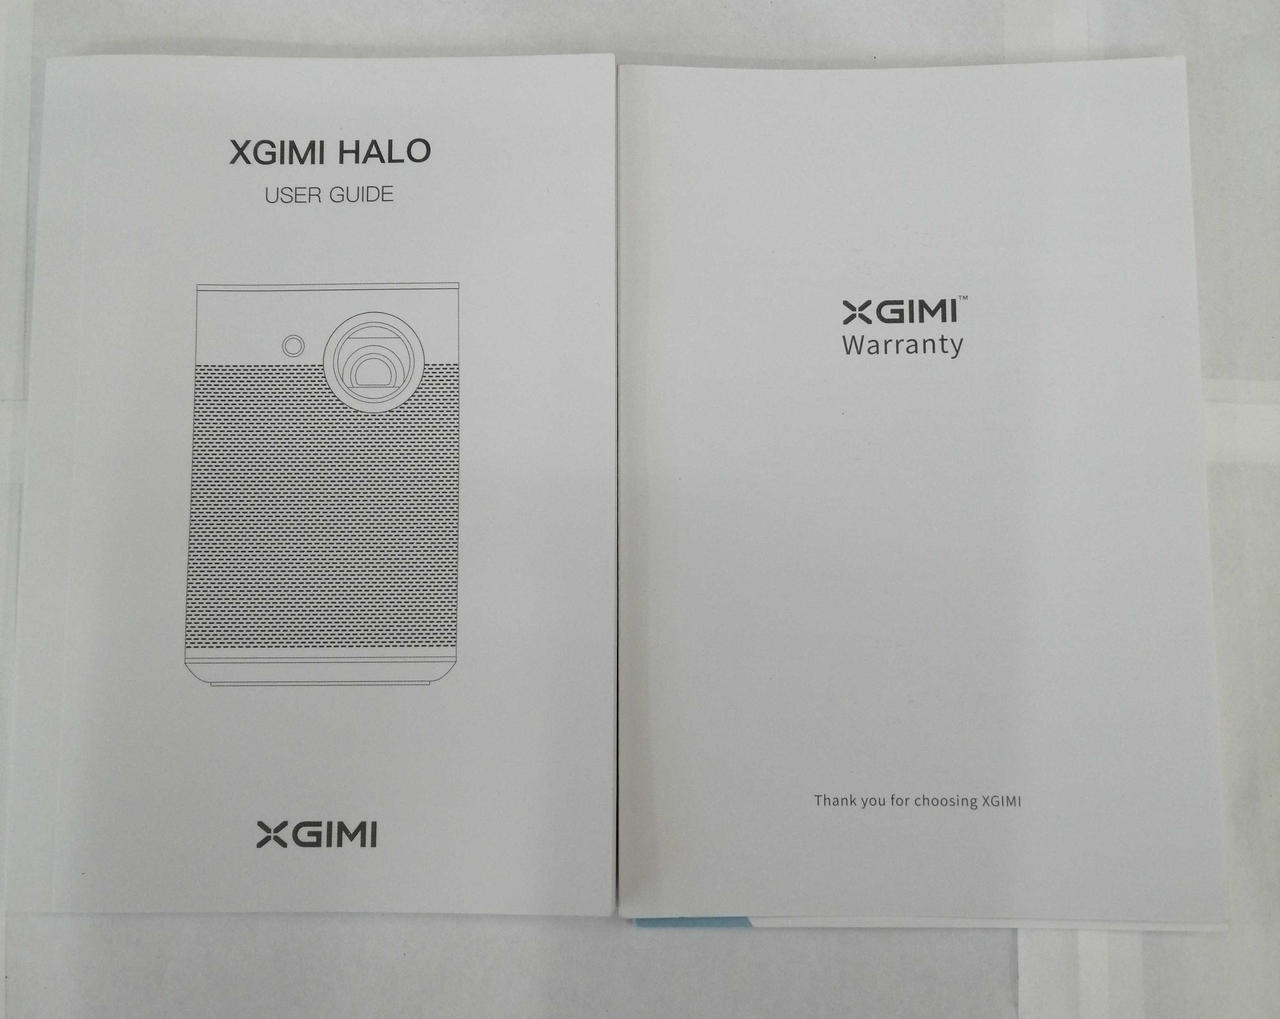 XGIMI HALO
USER GUIDE
XGIMI
XGIMI™
Warranty
Thank you for choosing XGIMI